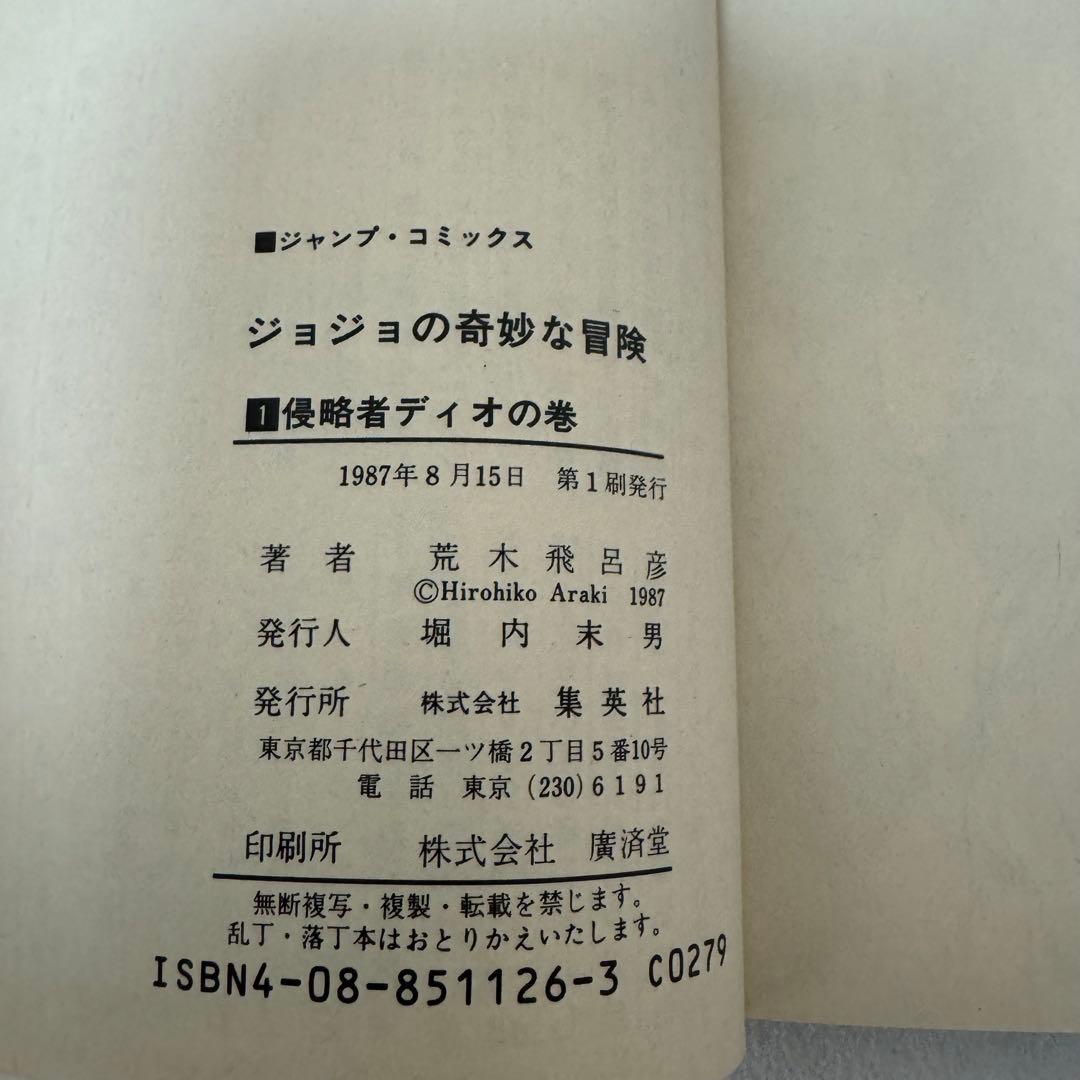 ■ジャンプ・コミックス
ジョジョの奇妙な冒険
1侵略者ディオの巻
1987年8月15日 第1刷発行
著者 荒木飛呂彦
©Hirohiko Araki 1987
発行人 堀内末男
発行所 株式会社 集英社
東京都千代田区一ツ橋2丁目5番10号
電話 東京 (230) 6191
印刷所 株式会社 廣済堂
無断複写・複製・転載を禁じます。
乱丁・落丁本はおとりかえいたします。
ISBN4-08-851126-3 C0279